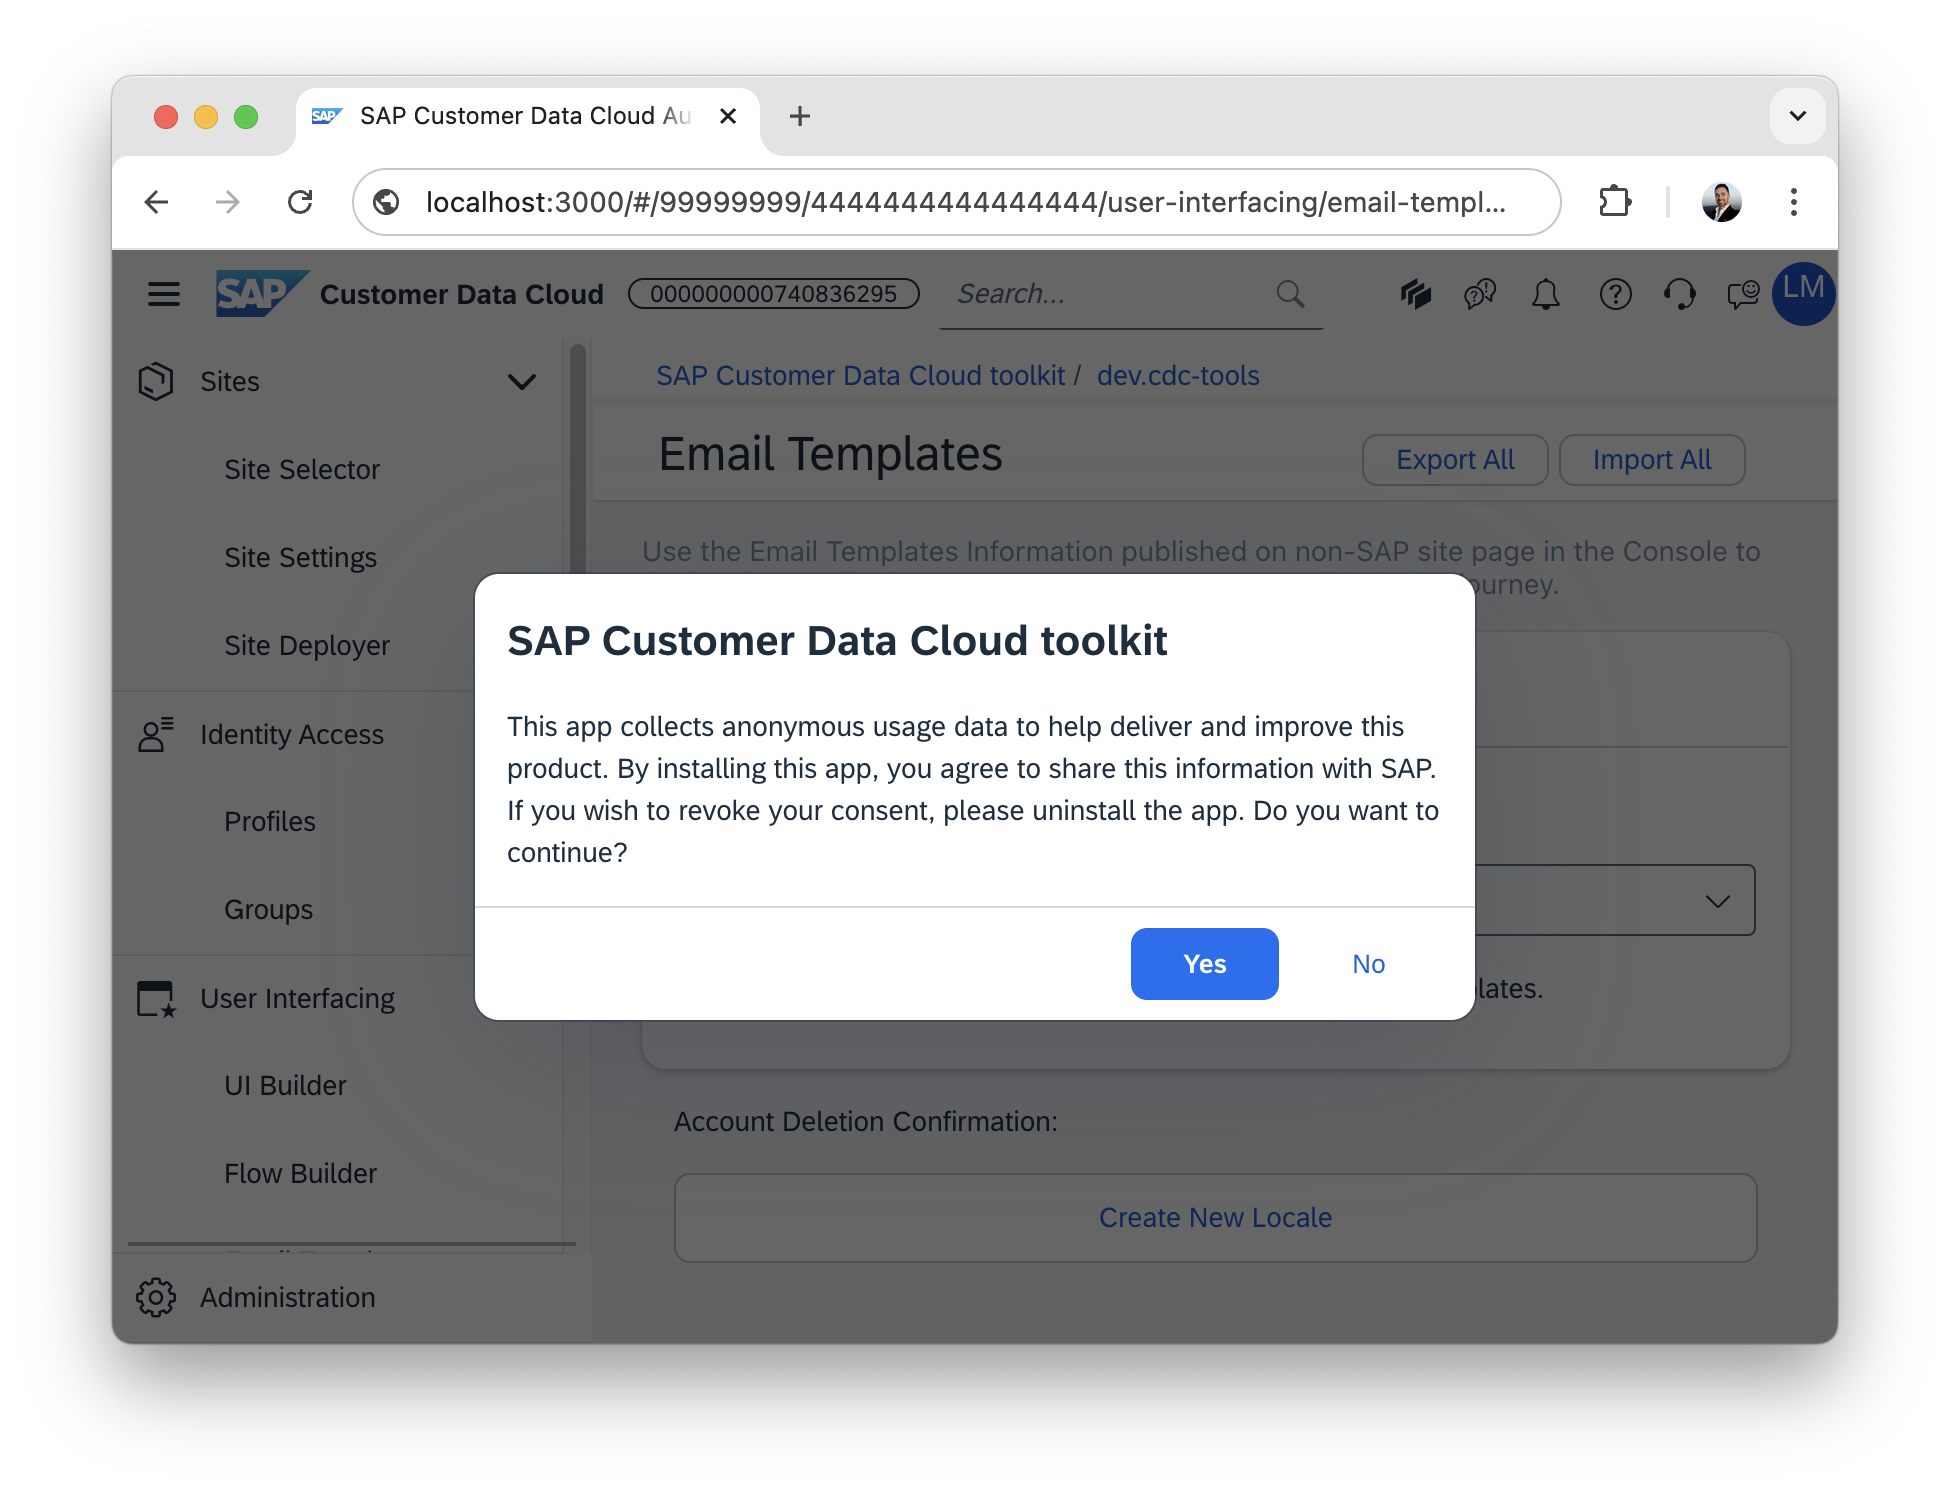 SAP SAP Customer Data Cloud Au
localhost:3000/#/99999999/4444444444444444/user-interfacing/email-templ...
SAP Customer Data Cloud 000000000740836295 Search... LM
Sites
Site Selector
Site Settings
Site Deployer
Identity Access
Profiles
Groups
User Interfacing
UI Builder
Flow Builder
Administration
SAP Customer Data Cloud toolkit / dev.cdc-tools
Email Templates Export All Import All
Use the Email Templates Information published on non-SAP site page in the Console to
ourney.
SAP Customer Data Cloud toolkit
This app collects anonymous usage data to help deliver and improve this
product. By installing this app, you agree to share this information with SAP.
If you wish to revoke your consent, please uninstall the app. Do you want to
continue?
Yes No
lates.
Account Deletion Confirmation:
Create New Locale